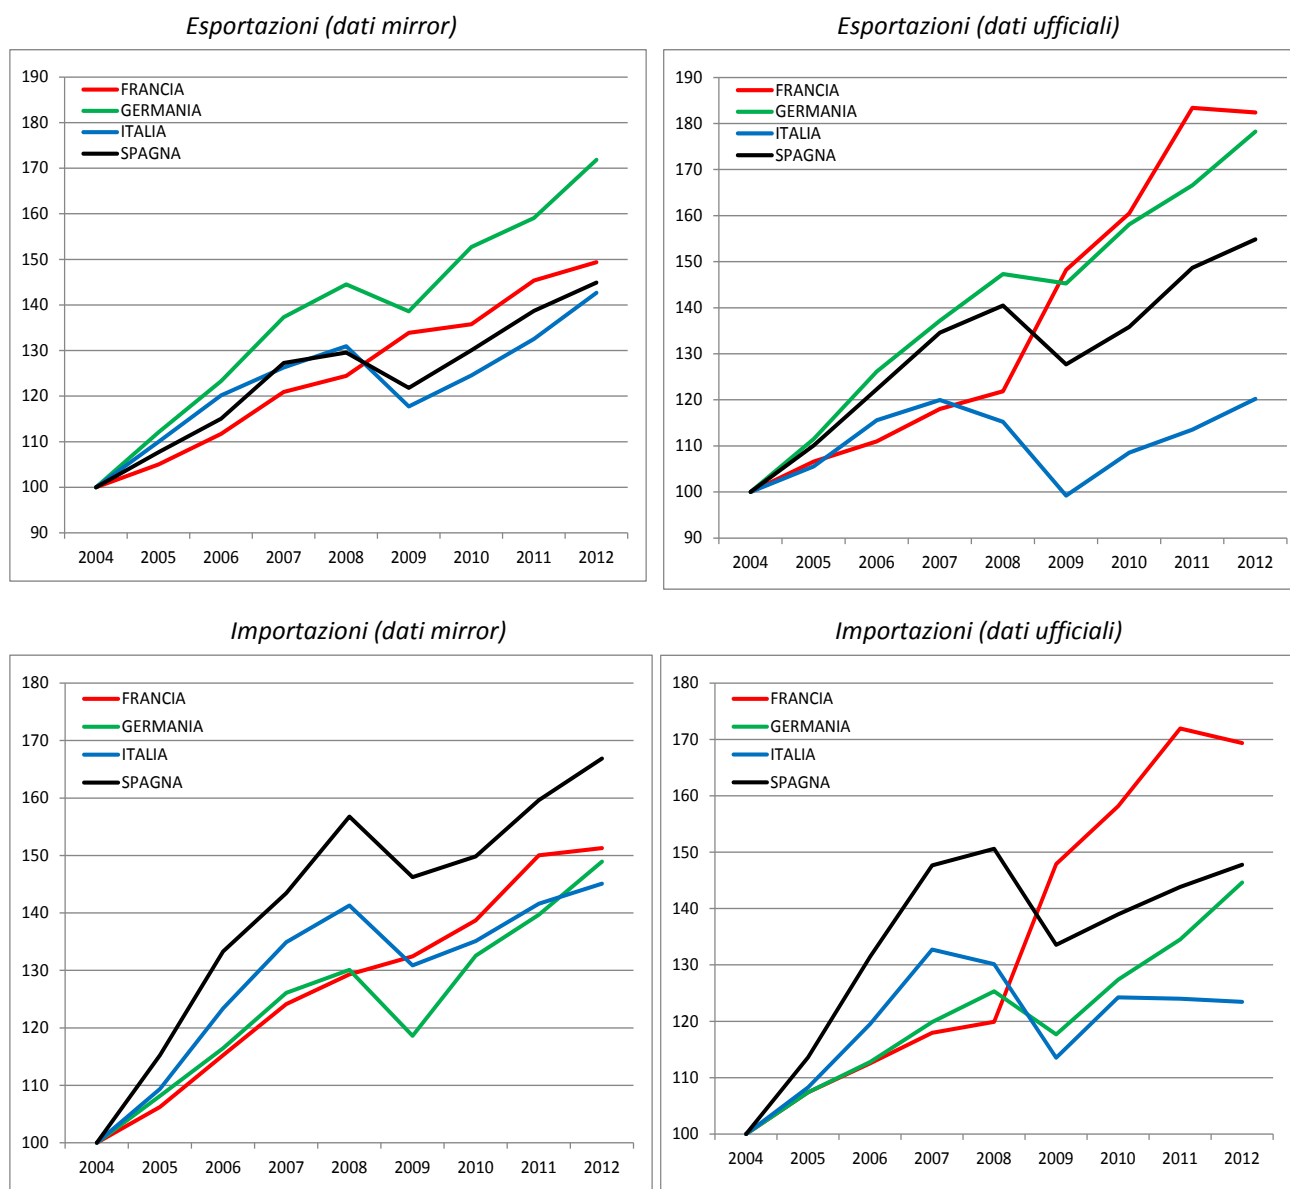 Esportazioni (dati mirror)
190
180
170
160
150
140
130
120
110
100
90
FRANCIA
GERMANIA
ITALIA
SPAGNA
2004 2005 2006 2007 2008 2009 2010 2011 2012
Esportazioni (dati ufficiali)
190
180
170
160
150
140
130
120
110
100
90
FRANCIA
GERMANIA
ITALIA
SPAGNA
2004 2005 2006 2007 2008 2009 2010 2011 2012
Importazioni (dati mirror)
180
170
160
150
140
130
120
110
100
FRANCIA
GERMANIA
ITALIA
SPAGNA
2004 2005 2006 2007 2008 2009 2010 2011 2012
Importazioni (dati ufficiali)
180
170
160
150
140
130
120
110
100
FRANCIA
GERMANIA
ITALIA
SPAGNA
2004 2005 2006 2007 2008 2009 2010 2011 2012